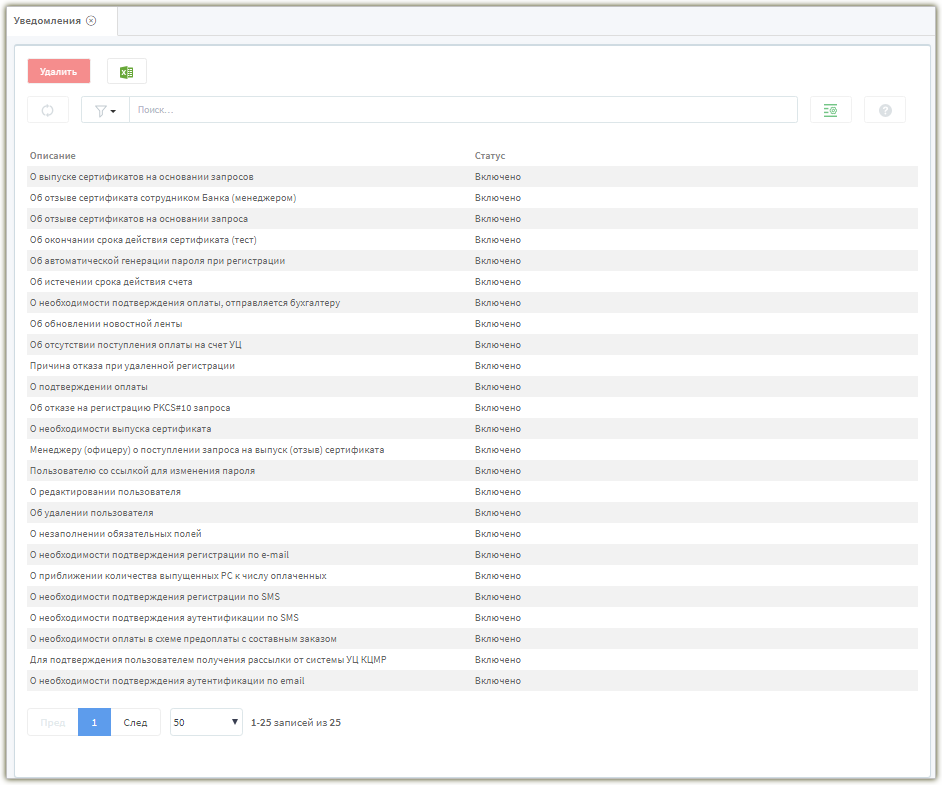 Уведомления
Удалить
Поиск...
Описание Статус
О выпуске сертификатов на основании запросов Включено
Об отзыве сертификата сотрудником Банка (менеджером) Включено
Об отзыве сертификатов на основании запроса Включено
Об окончании срока действия сертификата (тест) Включено
Об автоматической генерации пароля при регистрации Включено
Об истечении срока действия счета Включено
О необходимости подтверждения оплаты, отправляется бухгалтеру Включено
Об обновлении новостной ленты Включено
Об отсутствии поступления оплаты на счет УЦ Включено
Причина отказа при удаленной регистрации Включено
О подтверждении оплаты Включено
Об отказе на регистрацию PKCS#10 запроса Включено
О необходимости выпуска сертификата Включено
Менеджеру (офицеру) о поступлении запроса на выпуск (отзыв) сертификата Включено
Пользователю со ссылкой для изменения пароля Включено
О редактировании пользователя Включено
Об удалении пользователя Включено
О незаполнении обязательных полей Включено
О необходимости подтверждения регистрации по e-mail Включено
О приближении количества выпущенных РС к числу оплаченных Включено
О необходимости подтверждения регистрации по SMS Включено
О необходимости подтверждения аутентификации по SMS Включено
О необходимости оплаты в схеме предоплаты с составным заказом Включено
Для подтверждения пользователем получения рассылки от системы УЦ КЦМР Включено
О необходимости подтверждения аутентификации по email Включено
Пред 1 След 50 1-25 записей из 25